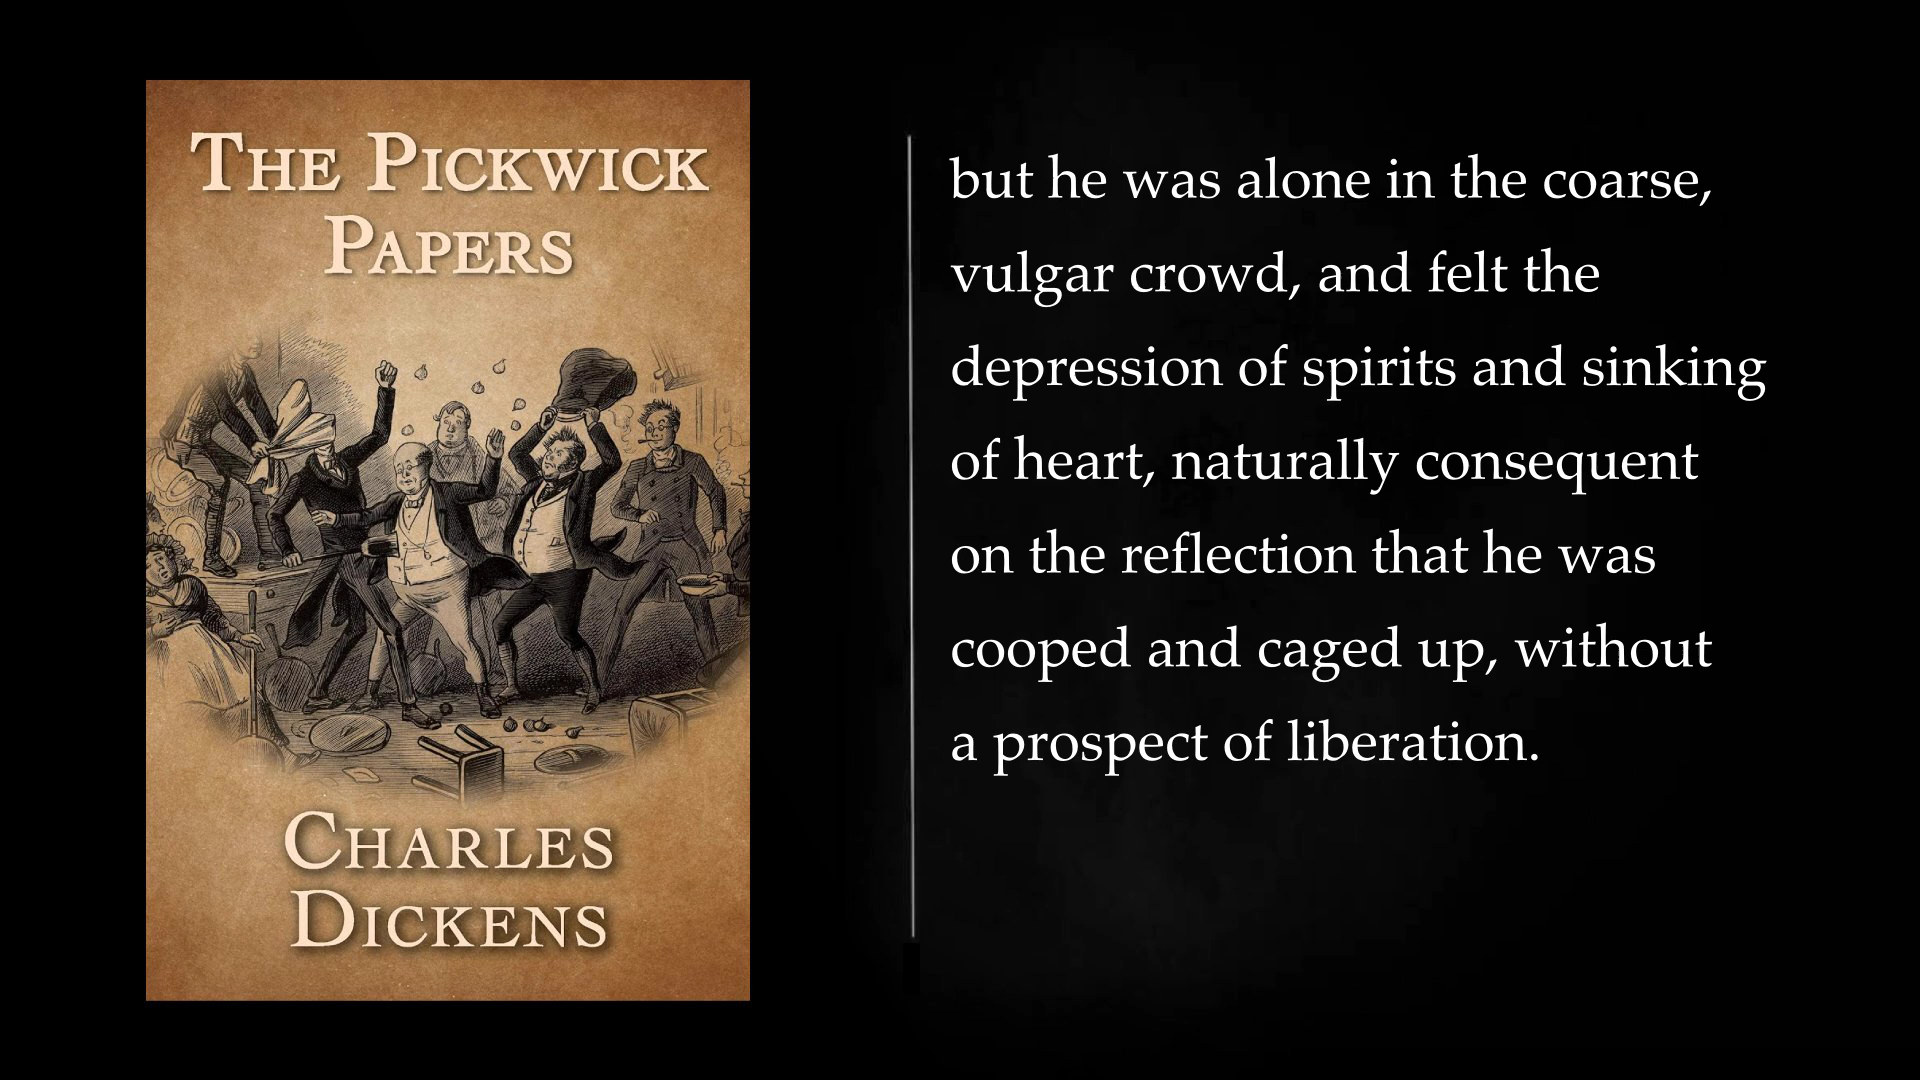 The Pickwick
Papers
Charles
Dickens
but he was alone in the coarse,
vulgar crowd, and felt the
depression of spirits and sinking
of heart, naturally consequent
on the reflection that he was
cooped and caged up, without
a prospect of liberation.